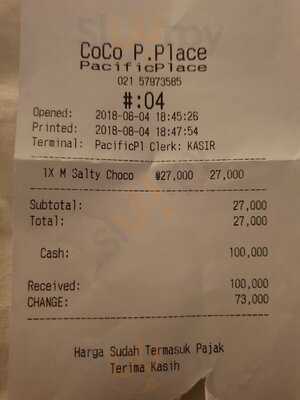 CoCo P.Place
PacificPlace
021 57973585
#:04
Opened: 2018-08-04 18:45:26
Printed: 2018-08-04 18:47:54
Terminal: PacificPl Clerk: KASIR
1X M Salty Choco ₩27,000 27,000
Subtotal: 27,000
Total: 27,000
Cash: 100,000
Received: 100,000
CHANGE: 73,000
Harga Sudah Termasuk Pajak
Terima Kasih